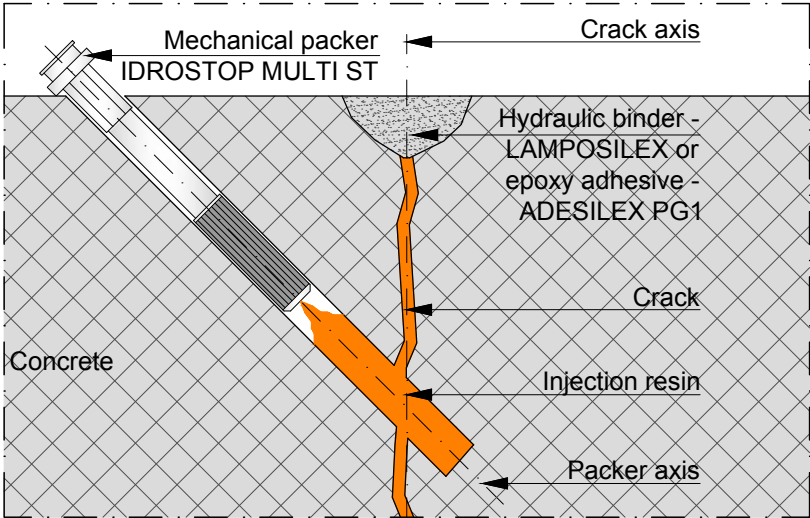 Mechanical packer
IDROSTOP MULTI ST
Crack axis
Hydraulic binder -
LAMPOSILEX or
epoxy adhesive -
ADESILEX PG1
Crack
Concrete
Injection resin
Packer axis